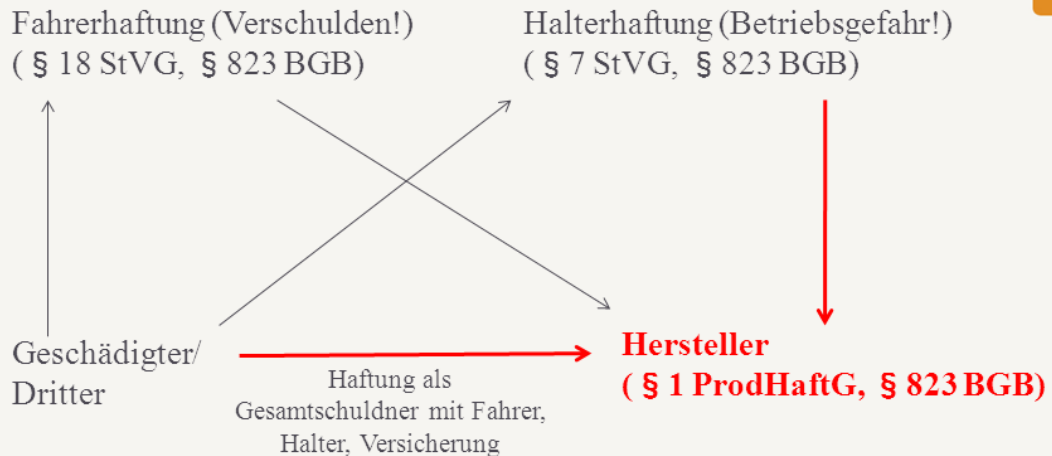 Fahrerhaftung (Verschulden!)
( § 18 StVG, § 823 BGB)
Halterhaftung (Betriebsgefahr!)
( § 7 StVG, § 823 BGB)
Geschädigter/
Dritter
Haftung als
Gesamtschuldner mit Fahrer,
Halter, Versicherung
Hersteller
( § 1 ProdHaftG, § 823 BGB)